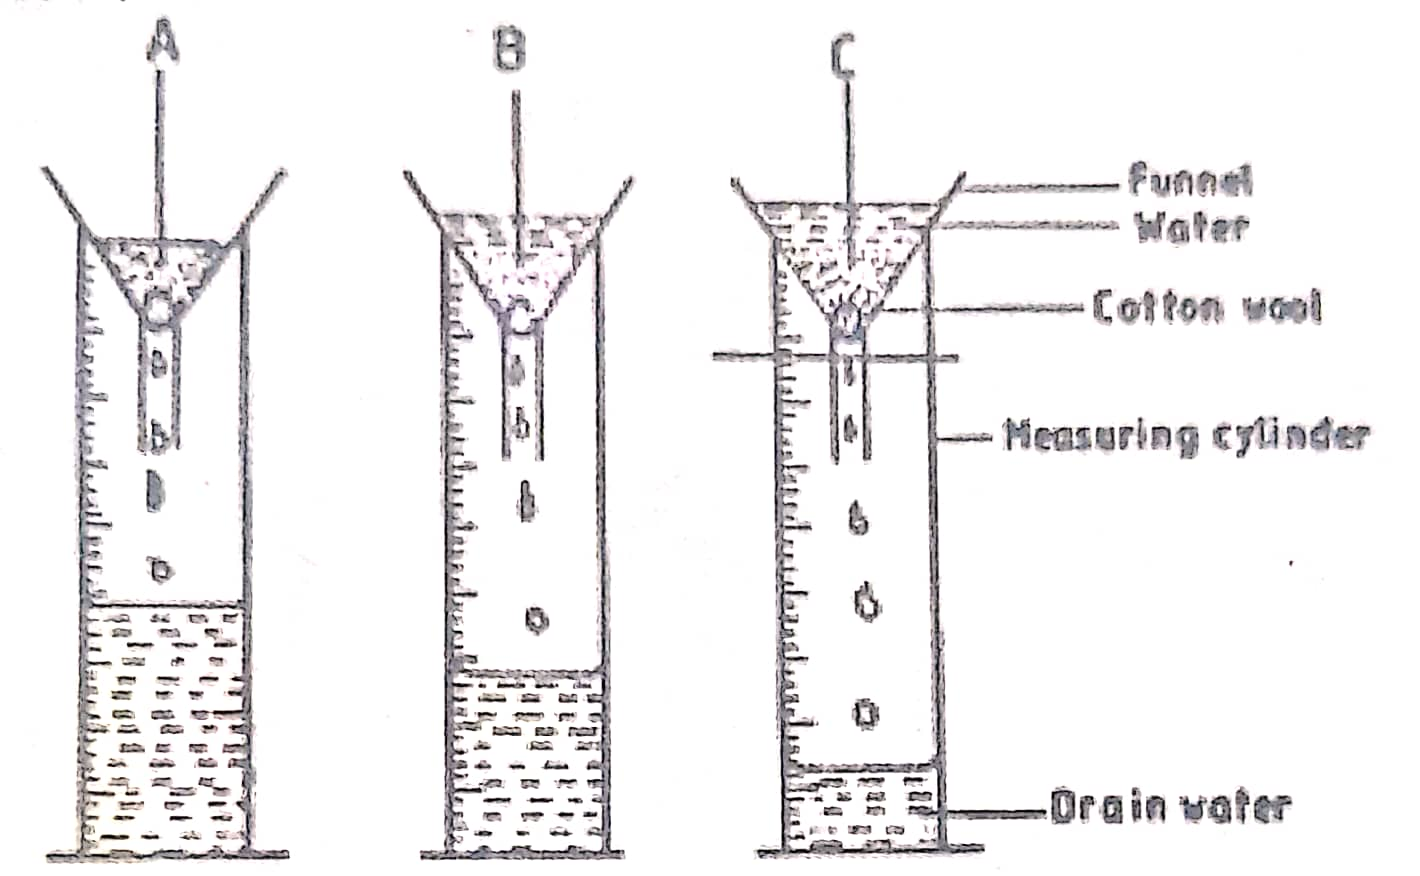 A
B
C
Funnel
Water
Cotton wool
Measuring cylinder
Drain water